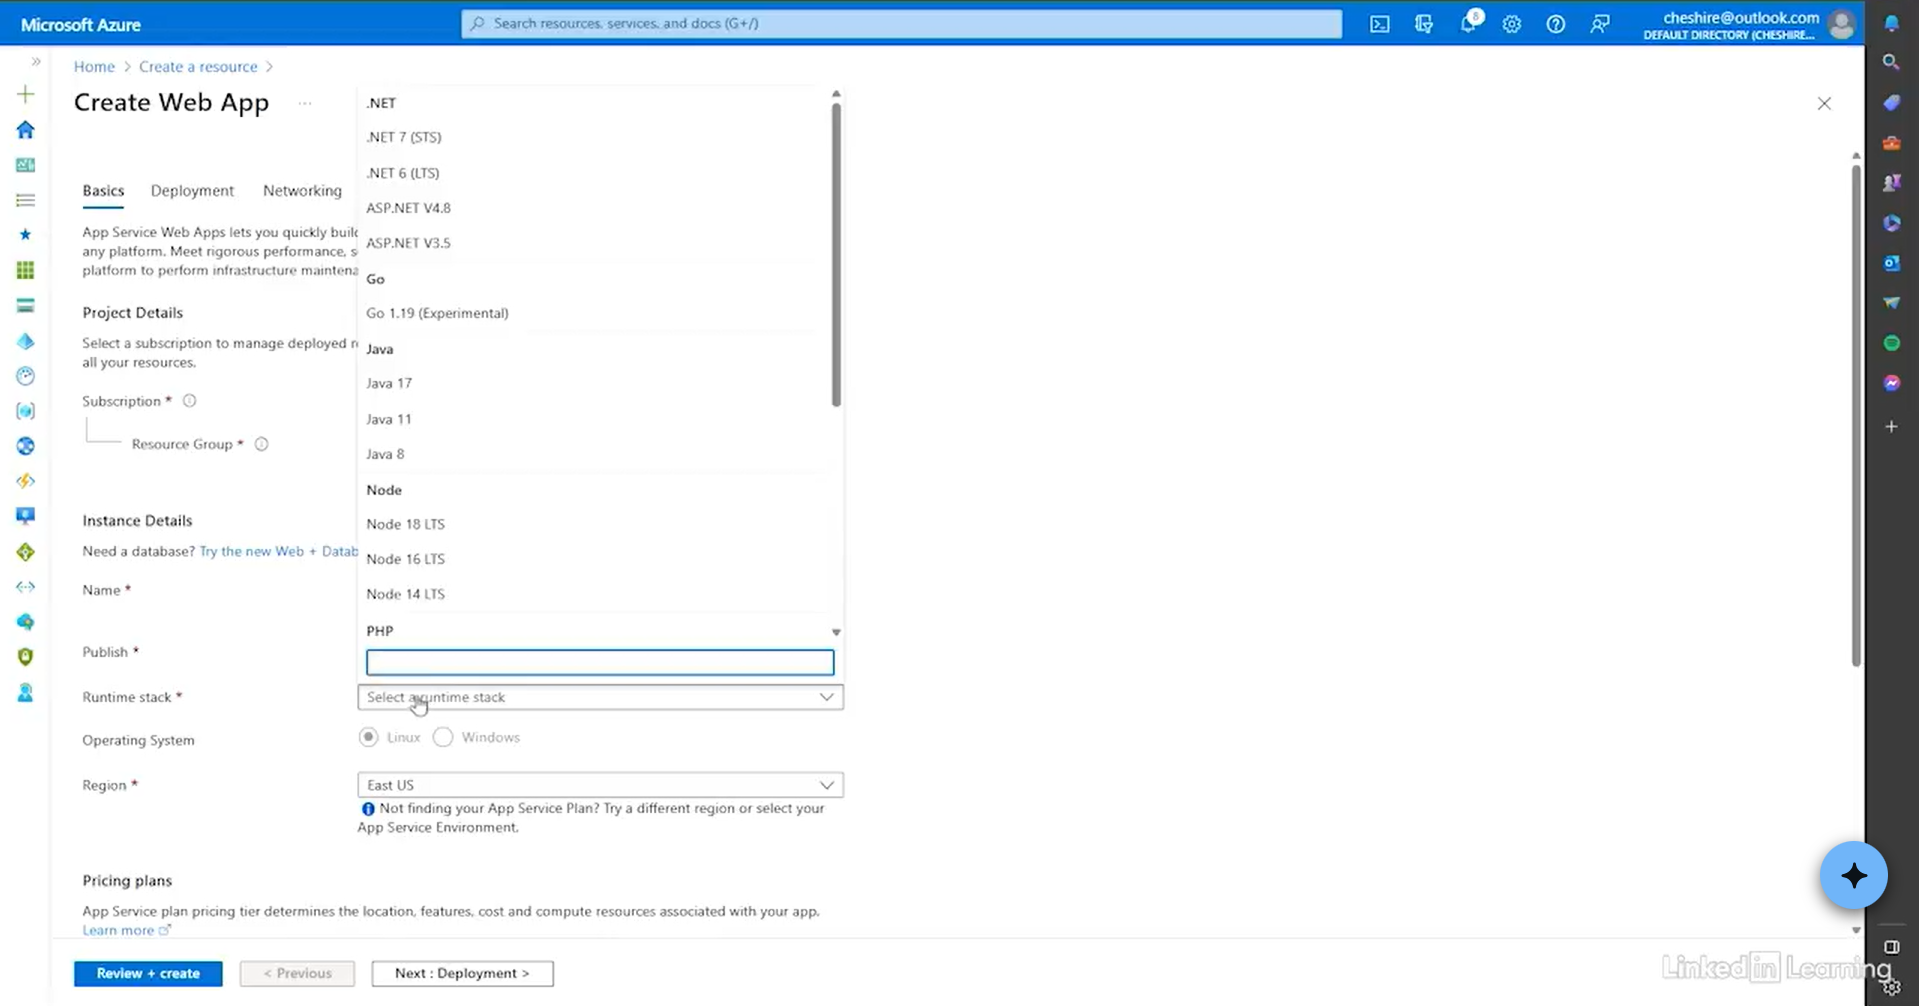 Microsoft Azure
Search resources, services, and docs (G+/)
8
cheshire@outlook.com
DEFAULT DIRECTORY (CHESHIRE...
Home > Create a resource >
Create Web App ...
Basics Deployment Networking
App Service Web Apps lets you quickly build
any platform. Meet rigorous performance, s
platform to perform infrastructure maintena
Project Details
Select a subscription to manage deployed r
all your resources.
Subscription *
Resource Group *
Instance Details
Need a database? Try the new Web + Datab
Name *
Publish *
.NET
.NET 7 (STS)
.NET 6 (LTS)
ASP.NET V4.8
ASP.NET V3.5
Go
Go 1.19 (Experimental)
Java
Java 17
Java 11
Java 8
Node
Node 18 LTS
Node 16 LTS
Node 14 LTS
PHP
Runtime stack * Select a runtime stack
Operating System Linux Windows
Region * East US
Not finding your App Service Plan? Try a different region or select your
App Service Environment.
Pricing plans
App Service plan pricing tier determines the location, features, cost and compute resources associated with your app.
Learn more
Review + create < Previous Next : Deployment >
Linked in Learning